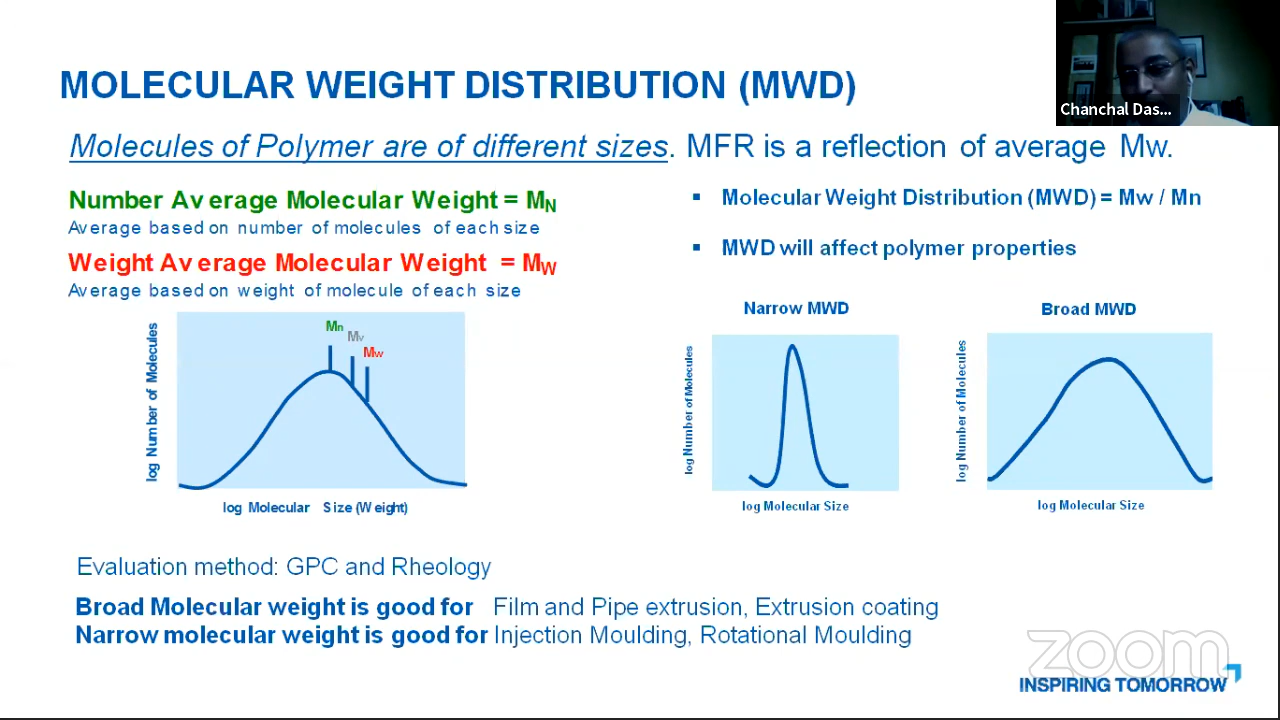 MOLECULAR WEIGHT DISTRIBUTION (MWD)
Chanchal Das...
Molecules of Polymer are of different sizes. MFR is a reflection of average Mw.
Number Average Molecular Weight = MN
Average based on number of molecules of each size
Weight Average Molecular Weight = MW
Average based on weight of molecule of each size
▪ Molecular Weight Distribution (MWD) = Mw / Mn
▪ MWD will affect polymer properties
Mn
Mv
Mw
log Number of Molecules
log Molecular Size (Weight)
Narrow MWD
log Number of Molecules
log Molecular Size
Broad MWD
log Number of Molecules
log Molecular Size
Evaluation method: GPC and Rheology
Broad Molecular weight is good for Film and Pipe extrusion, Extrusion coating
Narrow molecular weight is good for Injection Moulding, Rotational Moulding
zoom
INSPIRING TOMORROW